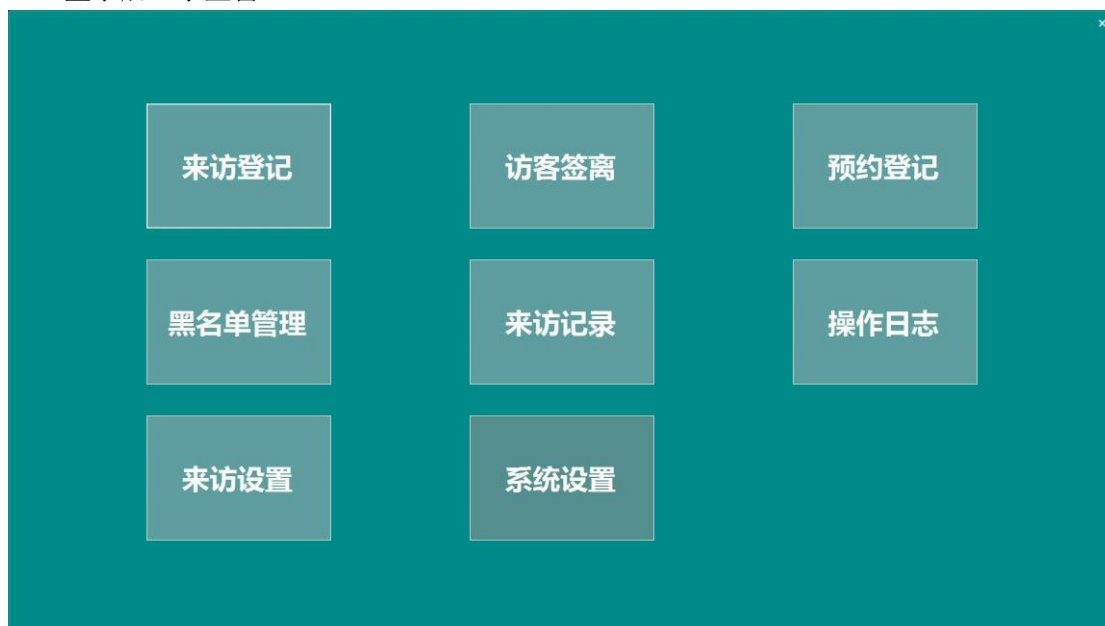 来访登记
访客签离
预约登记
黑名单管理
来访记录
操作日志
来访设置
系统设置